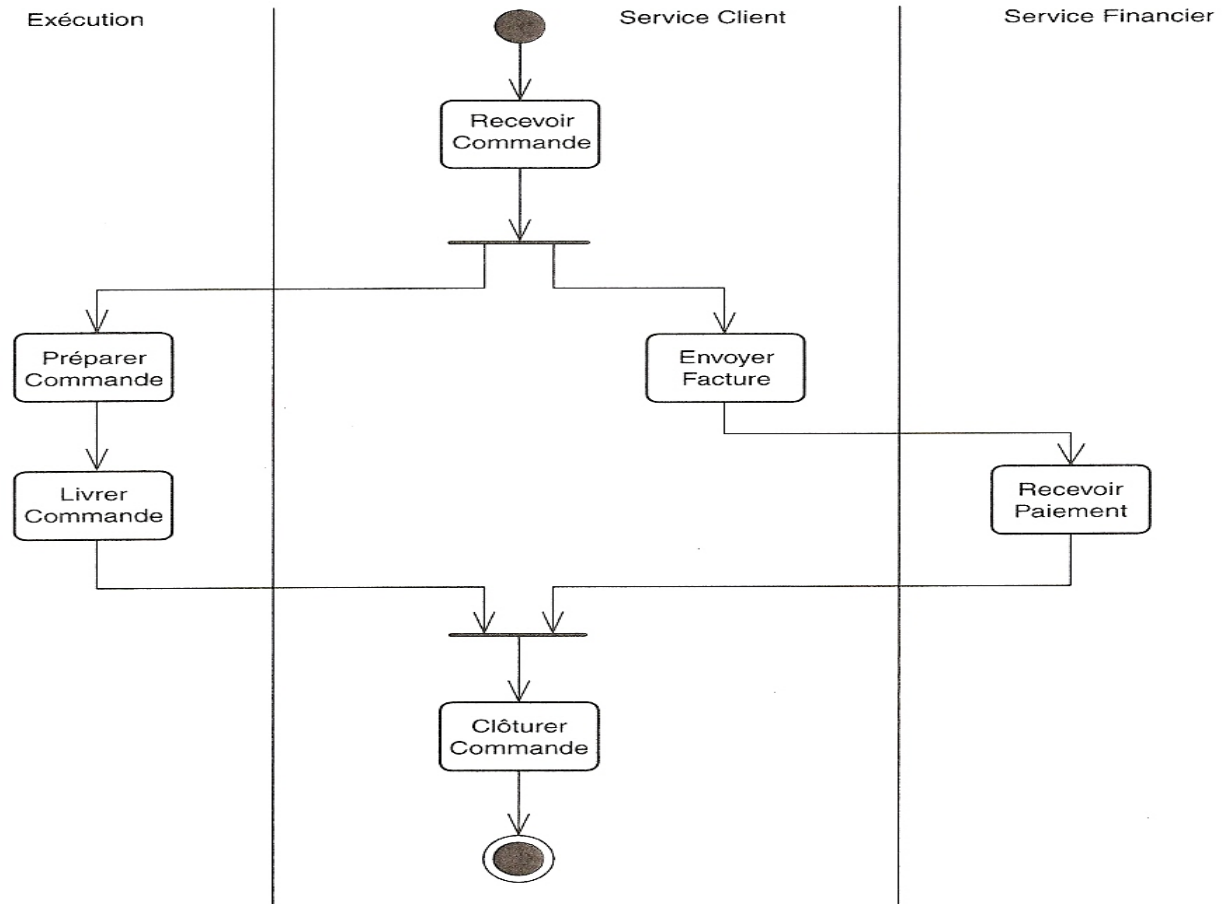 Exécution
Service Client
Service Financier
Recevoir
Commande
Préparer
Commande
Envoyer
Facture
Livrer
Commande
Recevoir
Paiement
Clôturer
Commande